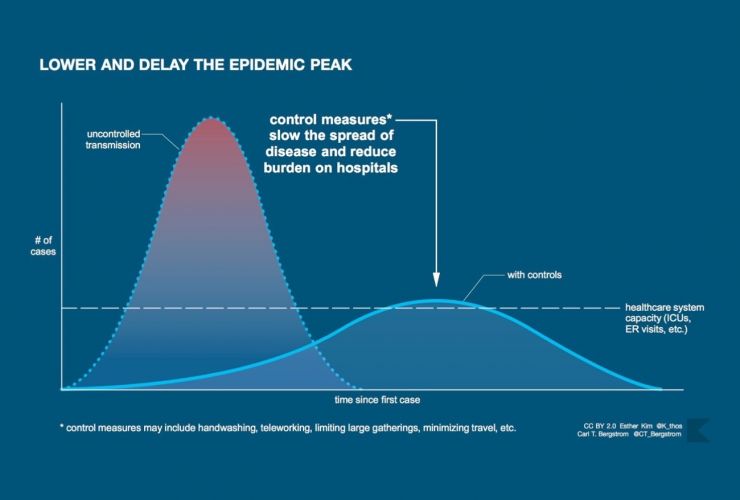 LOWER AND DELAY THE EPIDEMIC PEAK
uncontrolled
transmission
control measures*
slow the spread of
disease and reduce
burden on hospitals
# of
cases
with controls
healthcare system
capacity (ICUs,
ER visits, etc.)
time since first case
* control measures may include handwashing, teleworking, limiting large gatherings, minimizing travel, etc.
CC BY 2.0 Esther Kim @K_thos
Carl T. Bergstrom @CT_Bergstrom